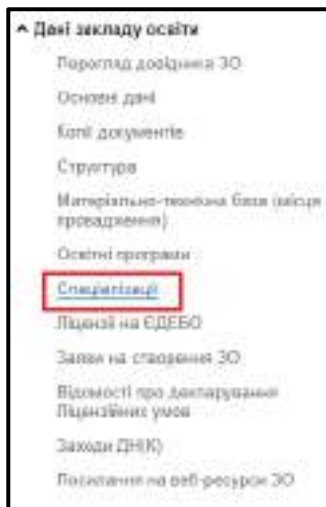 Дані закладу освіти
Перегляд довідника ЗО
Основні дані
Копії документів
Структура
Матеріально-технічна база (місця
провадження)
Освітні програми
Спеціалізації
Ліцензії на ЄДЕБО
Заяви на створення ЗО
Відомості про декларування
Ліцензійних умов
Заходи ДН(К)
Посилання на веб-ресурси ЗО